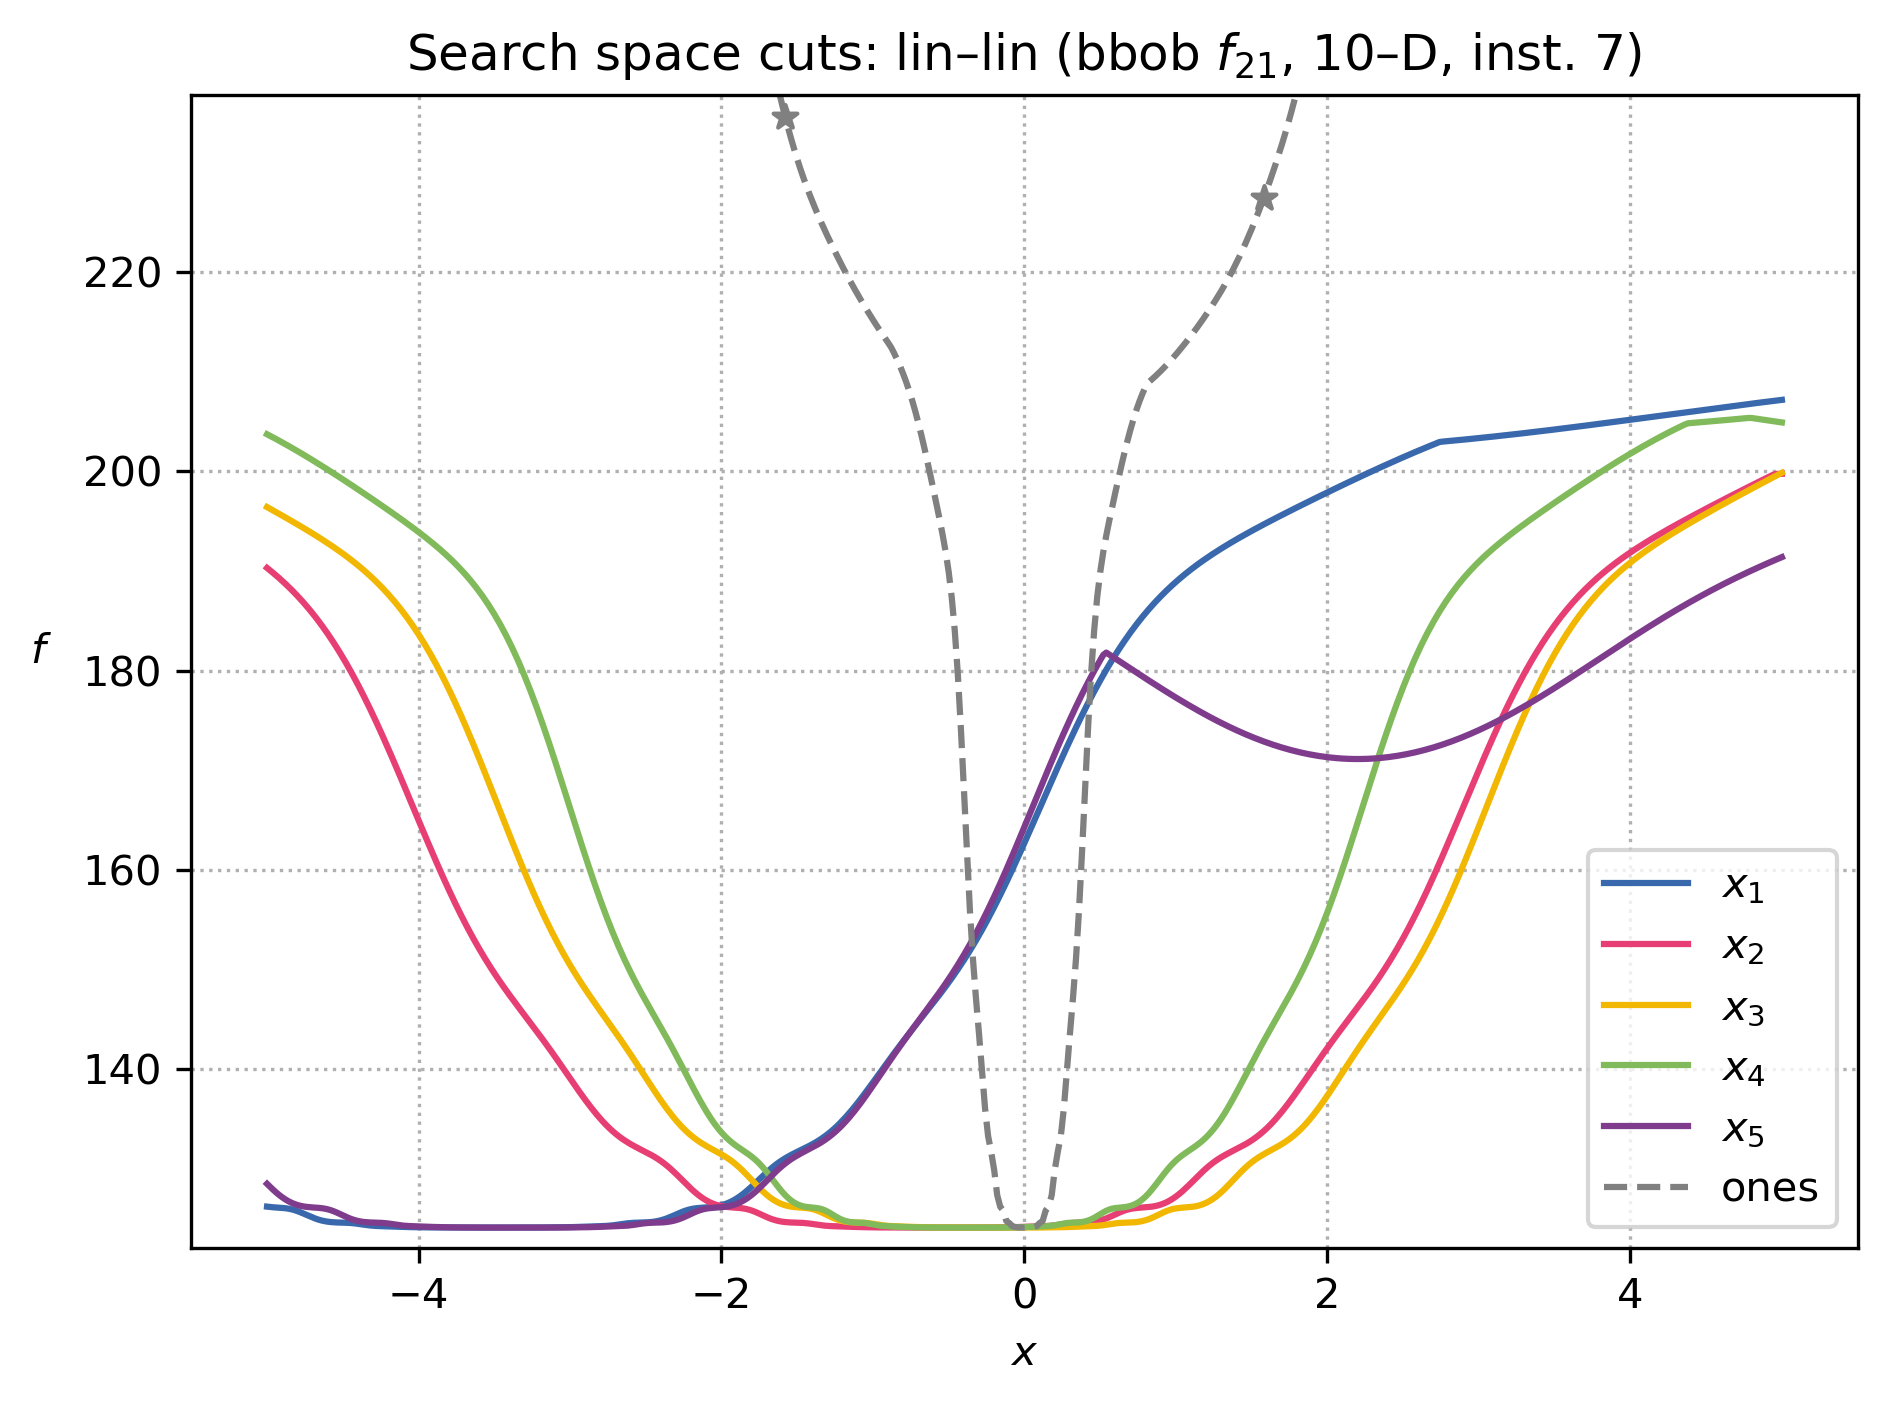 Search space cuts: lin–lin (bbob f₂₁, 10–D, inst. 7)
220
200
180
160
140
f
−4 −2 0 2 4
x
x₁
x₂
x₃
x₄
x₅
ones